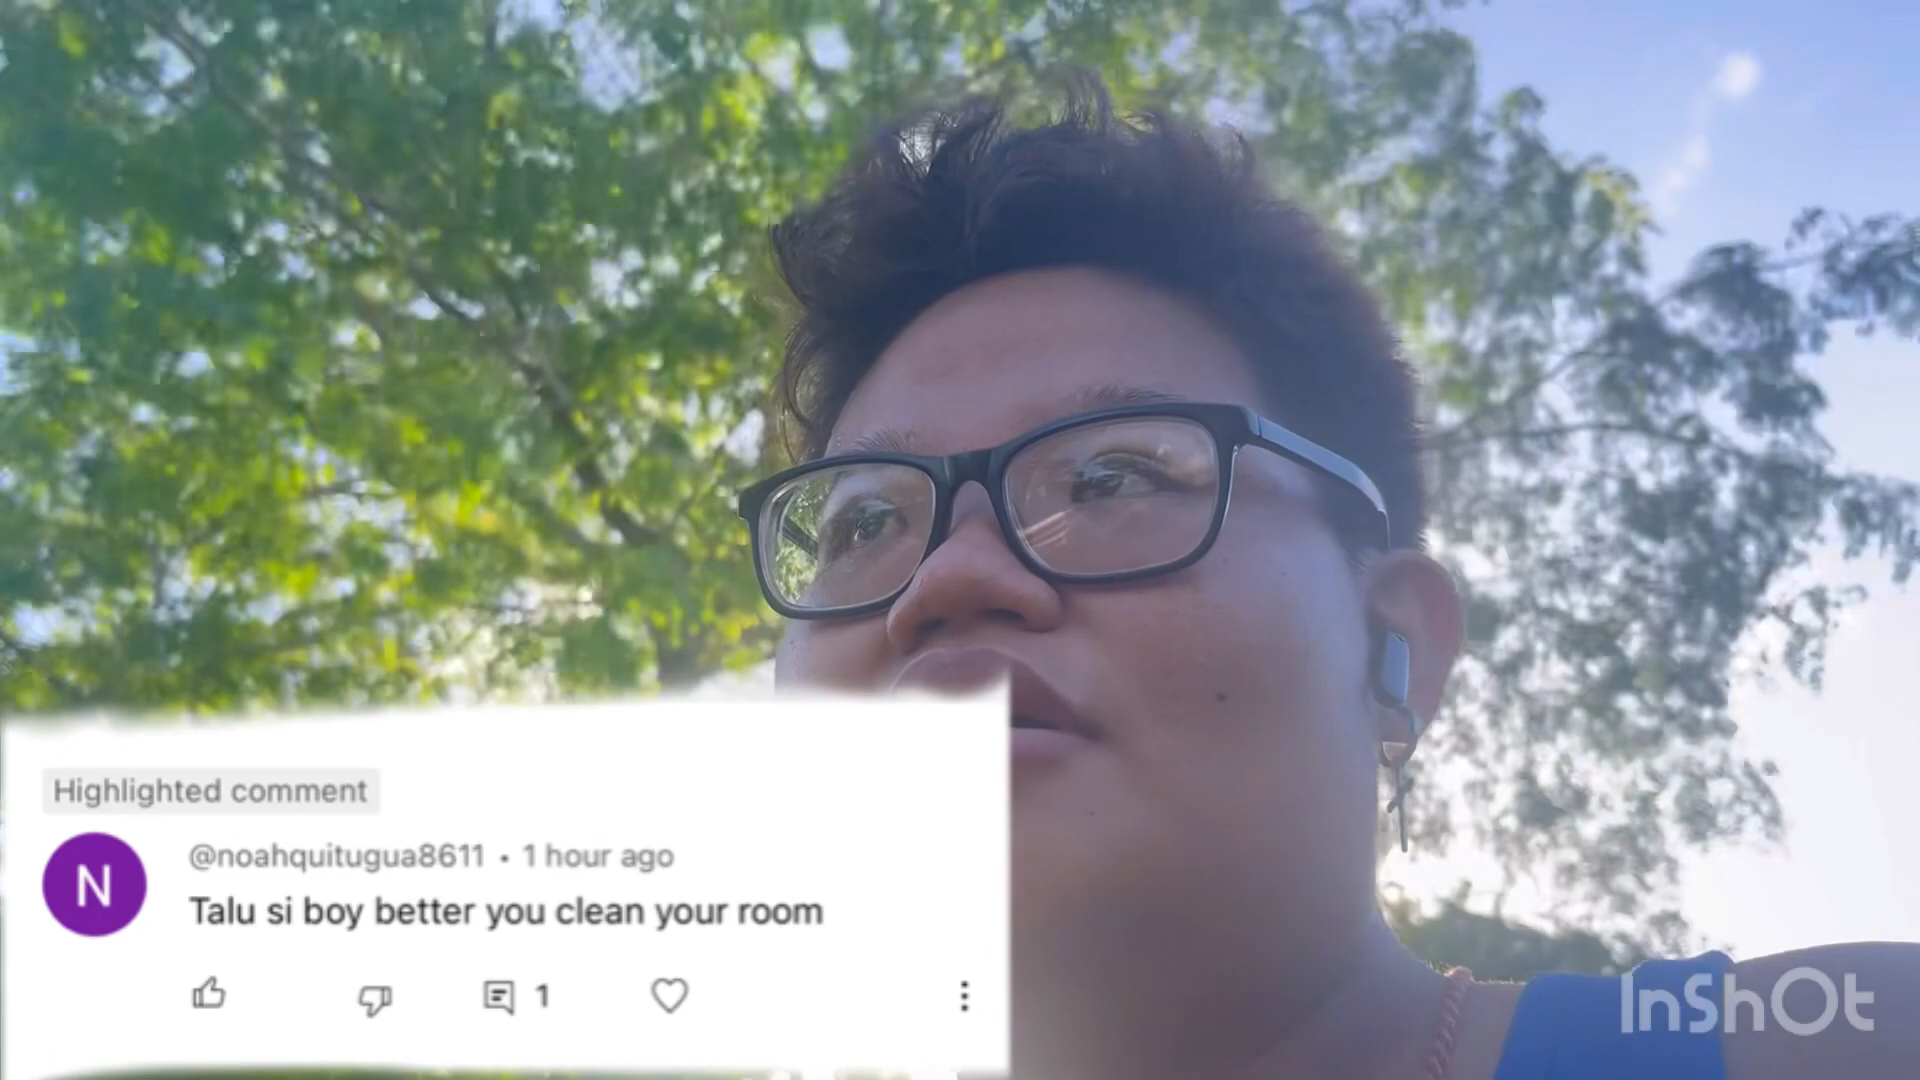 Highlighted comment
N
@noahquitugua8611 • 1 hour ago
Talu si boy better you clean your room
1
InShOt